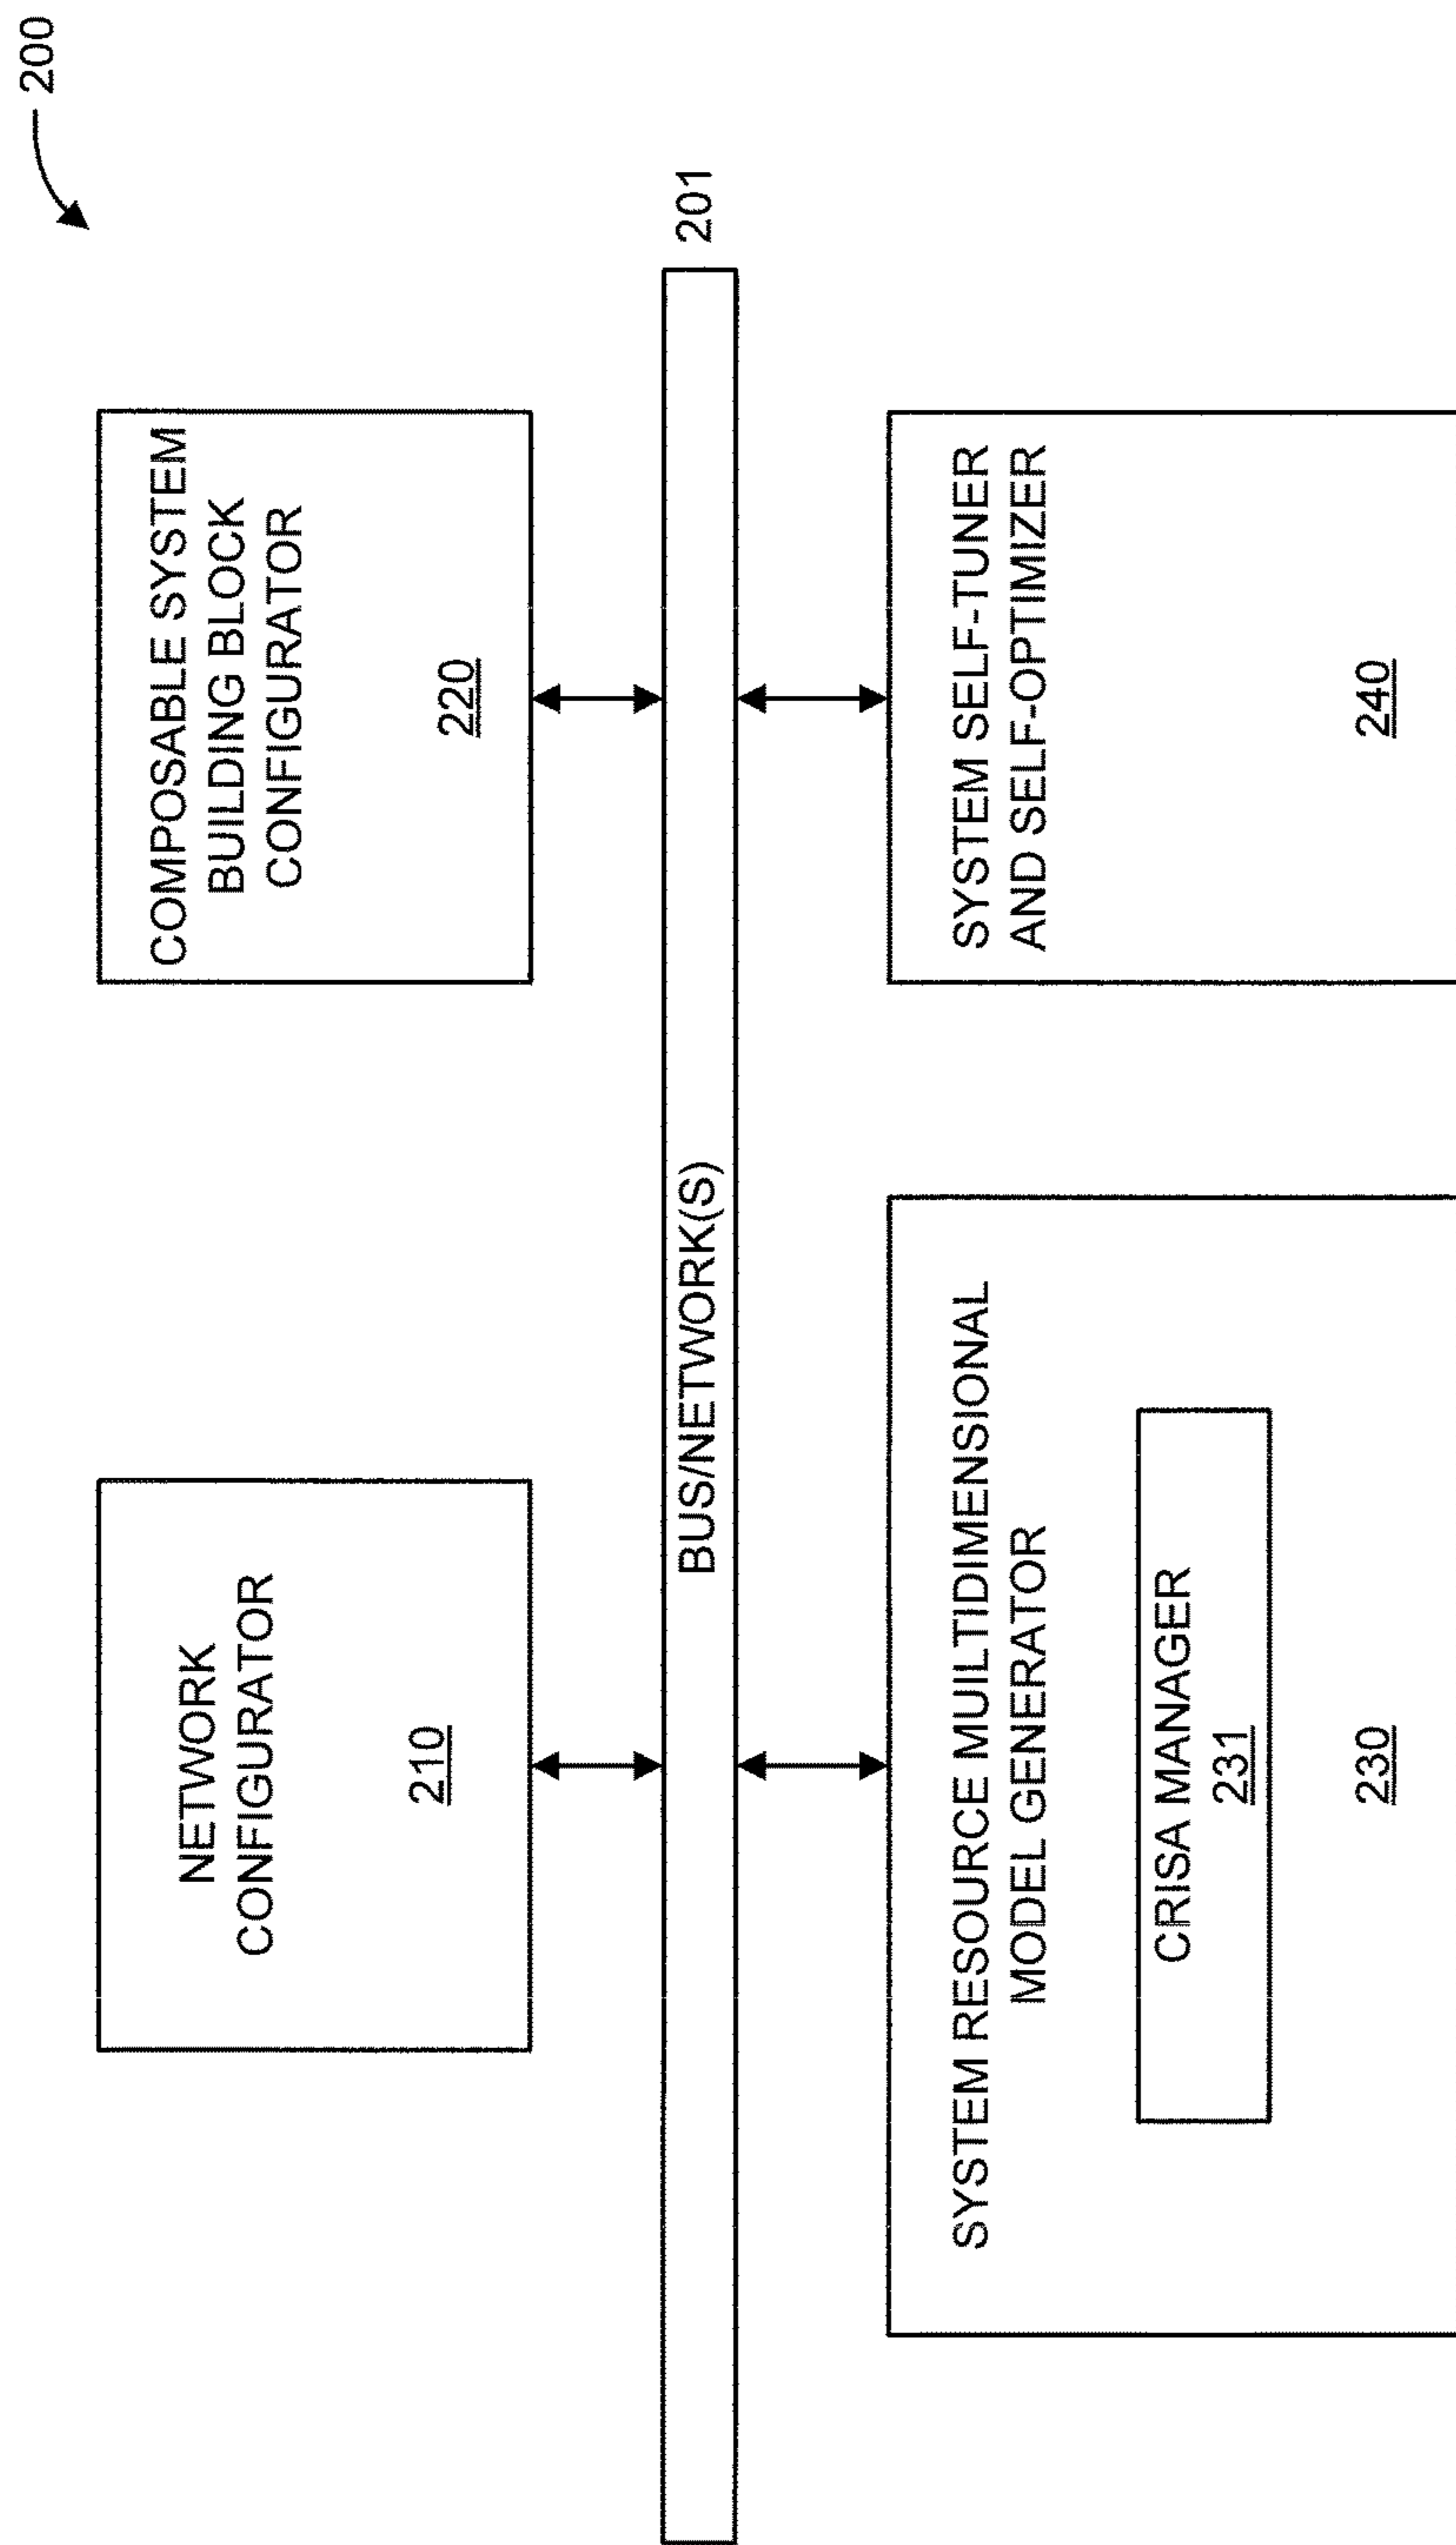 200
NETWORK
CONFIGURATOR
210
COMPOSABLE SYSTEM
BUILDING BLOCK
CONFIGURATOR
220
BUS/NETWORK(S)
201
SYSTEM RESOURCE MUILTIDIMENSIONAL
MODEL GENERATOR
CRISA MANAGER
231
230
SYSTEM SELF-TUNER
AND SELF-OPTIMIZER
240